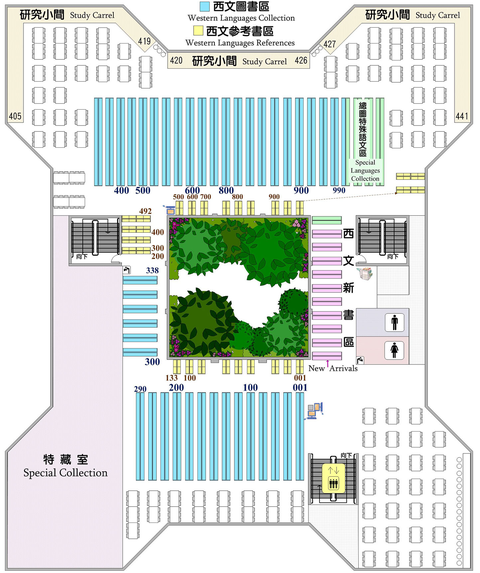 西文圖書區
Western Languages Collection
西文參考書區
Western Languages References
研究小間 Study Carrel
研究小間 Study Carrel
419
427
420 研究小間 Study Carrel 426
405
441
繪圖特殊語文區
Special
Languages
Collection
400 500 600 800 900 990
500 600 700 800 900 900
492
400
300
200
向下
向下
338
300
西文新書區
New Arrivals
133 100 001
290 200 100 001
特藏室
Special Collection
向下